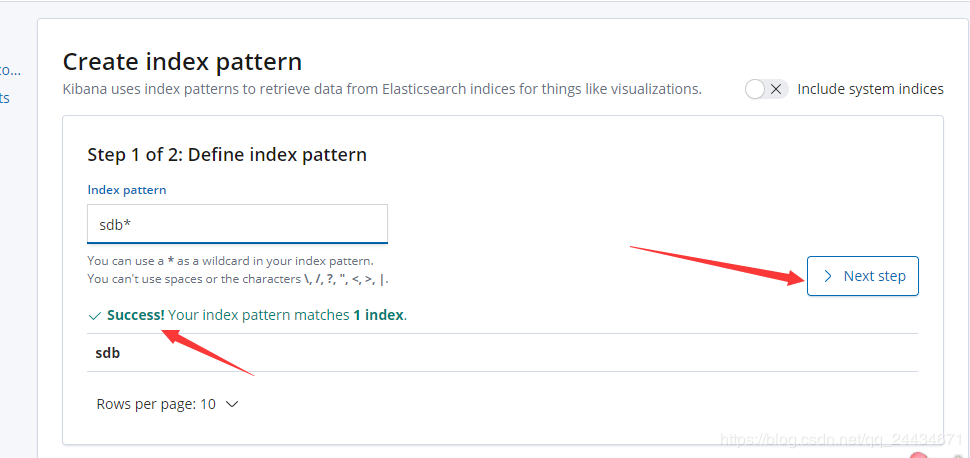 Create index pattern
Kibana uses index patterns to retrieve data from Elasticsearch indices for things like visualizations.
Include system indices
Step 1 of 2: Define index pattern
Index pattern
sdb*
You can use a * as a wildcard in your index pattern.
You can't use spaces or the characters \, /, ?, ", <, >, |.
Next step
Success! Your index pattern matches 1 index.
sdb
Rows per page: 10
https://blog.csdn.net/qq_24434671